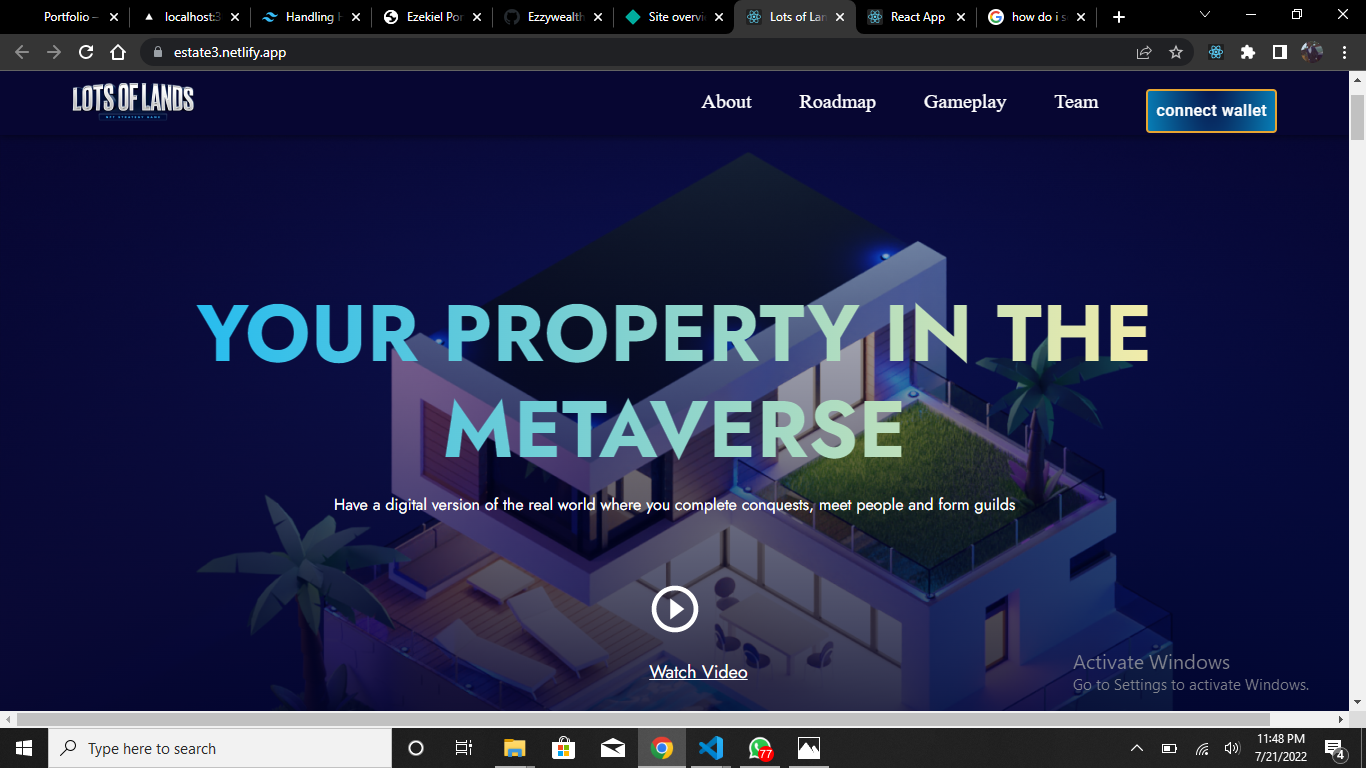 Portfolio –
localhost:3
Handling H
Ezekiel Por
Ezzywealth
Site overvi
Lots of Lan
React App
how do i s
estate3.netlify.app
LOTS OF LANDS
NFT STRATEGY GAME
About
Roadmap
Gameplay
Team
connect wallet
YOUR PROPERTY IN THE
METAVERSE
Have a digital version of the real world where you complete conquests, meet people and form guilds
Watch Video
Activate Windows
Go to Settings to activate Windows.
Type here to search
77
11:48 PM
7/21/2022
4